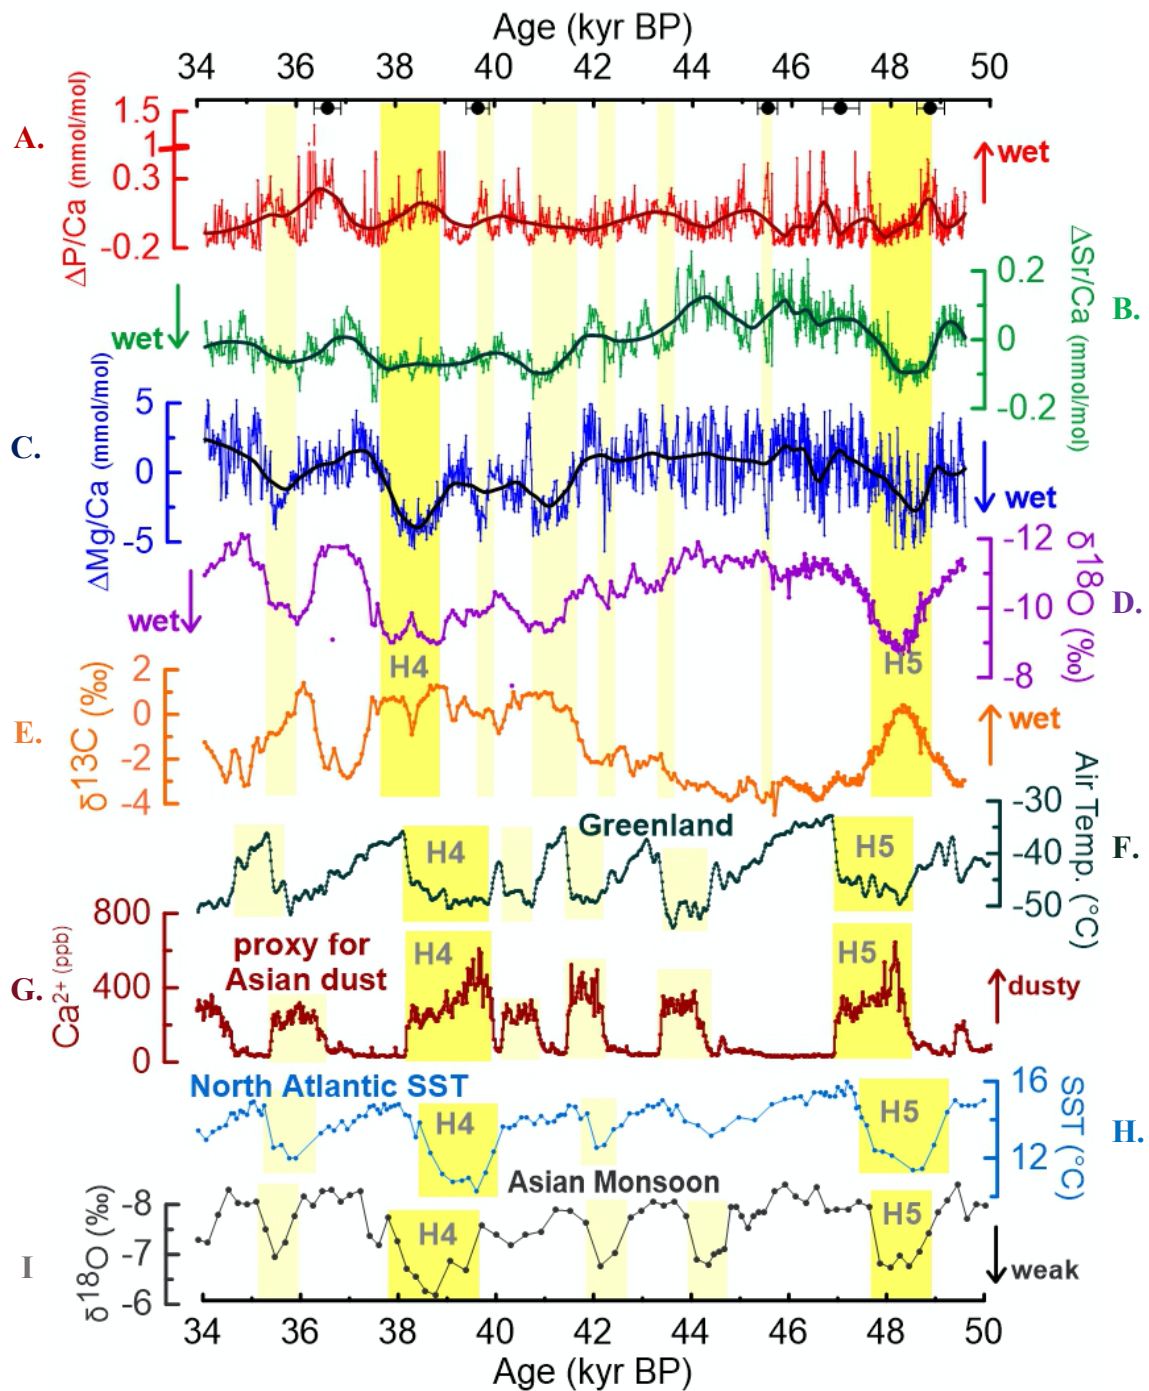 Age (kyr BP)
34 36 38 40 42 44 46 48 50
A.
ΔP/Ca (mmol/mol)
1.5
1
0.3
-0.2
wet
B.
ΔSr/Ca (mmol/mol)
0.2
0
-0.2
wet
C.
ΔMg/Ca (mmol/mol)
5
0
-5
wet
D.
δ18O (‰)
-12
-10
-8
wet
H4
H5
E.
δ13C (‰)
2
0
-2
-4
wet
F.
Air Temp. (°C)
-30
-40
-50
Greenland
H4
H5
G.
Ca2+ (ppb)
800
400
0
proxy for
Asian dust
H4
H5
dusty
H.
SST (°C)
16
12
North Atlantic SST
H4
H5
I
δ18O (‰)
-8
-7
-6
Asian Monsoon
H4
H5
weak
34 36 38 40 42 44 46 48 50
Age (kyr BP)